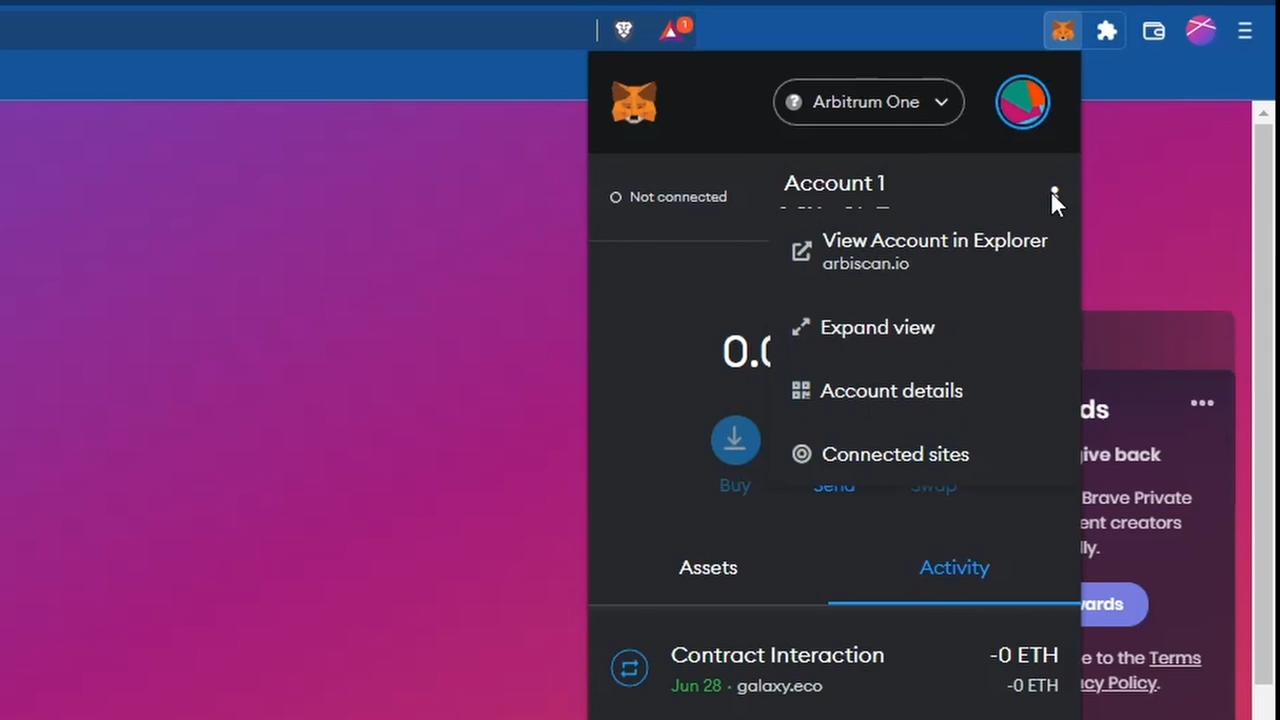 1
Arbitrum One
Not connected
Account 1
View Account in Explorer
arbiscan.io
Expand view
0.0
Account details
Connected sites
Buy
Send
Swap
Assets
Activity
Contract Interaction
-0 ETH
Jun 28 · galaxy.eco
-0 ETH
ds
give back
Brave Private
ent creators
lly.
ards
e to the Terms
cy Policy.